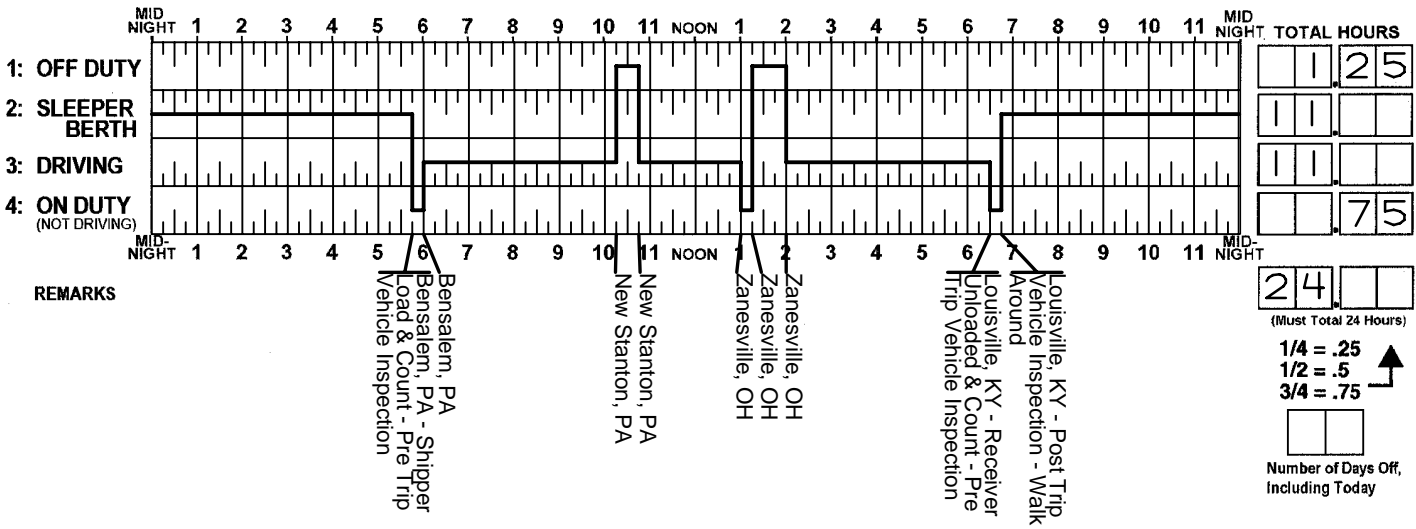 MID NIGHT 1 2 3 4 5 6 7 8 9 10 11 NOON 1 2 3 4 5 6 7 8 9 10 11 MID NIGHT TOTAL HOURS
1: OFF DUTY 1.25
2: SLEEPER BERTH 11.
3: DRIVING 11.
4: ON DUTY .75
(NOT DRIVING)
MID-NIGHT 1 2 3 4 5 6 7 8 9 10 11 NOON 1 2 3 4 5 6 7 8 9 10 11 MID-NIGHT
REMARKS
Bensalem, PA - Shipper
Load & Count - Pre Trip
Vehicle Inspection
Bensalem, PA
New Stanton, PA
New Stanton, PA
Zanesville, OH
Zanesville, OH
Zanesville, OH
Louisville, KY - Receiver
Unloaded & Count - Pre
Trip Vehicle Inspection
Louisville, KY - Post Trip
Vehicle Inspection - Walk
Around
24.
(Must Total 24 Hours)
1/4 = .25
1/2 = .5
3/4 = .75
Number of Days Off,
Including Today